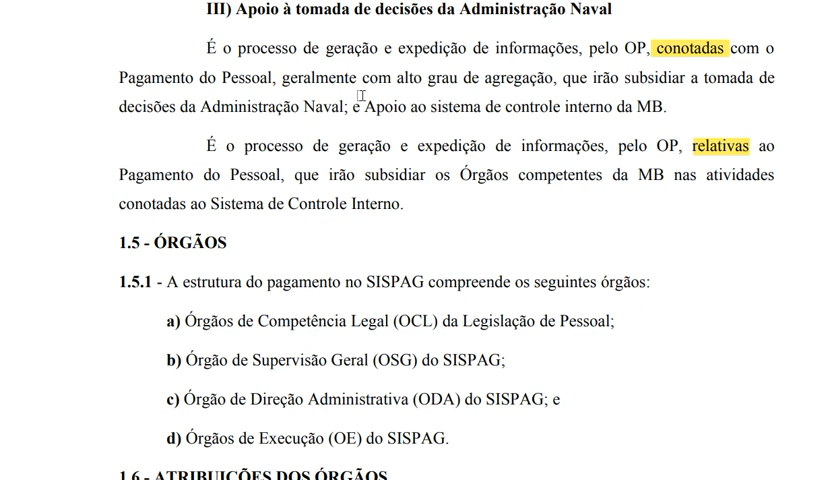 III) Apoio à tomada de decisões da Administração Naval
É o processo de geração e expedição de informações, pelo OP, conotadas com o
Pagamento do Pessoal, geralmente com alto grau de agregação, que irão subsidiar a tomada de
decisões da Administração Naval; e Apoio ao sistema de controle interno da MB.
É o processo de geração e expedição de informações, pelo OP, relativas ao
Pagamento do Pessoal, que irão subsidiar os Órgãos competentes da MB nas atividades
conotadas ao Sistema de Controle Interno.
1.5 - ÓRGÃOS
1.5.1 - A estrutura do pagamento no SISPAG compreende os seguintes órgãos:
a) Órgãos de Competência Legal (OCL) da Legislação de Pessoal;
b) Órgão de Supervisão Geral (OSG) do SISPAG;
c) Órgão de Direção Administrativa (ODA) do SISPAG; e
d) Órgãos de Execução (OE) do SISPAG.
1.6 - ATRIBUIÇÕES DOS ÓRGÃOS